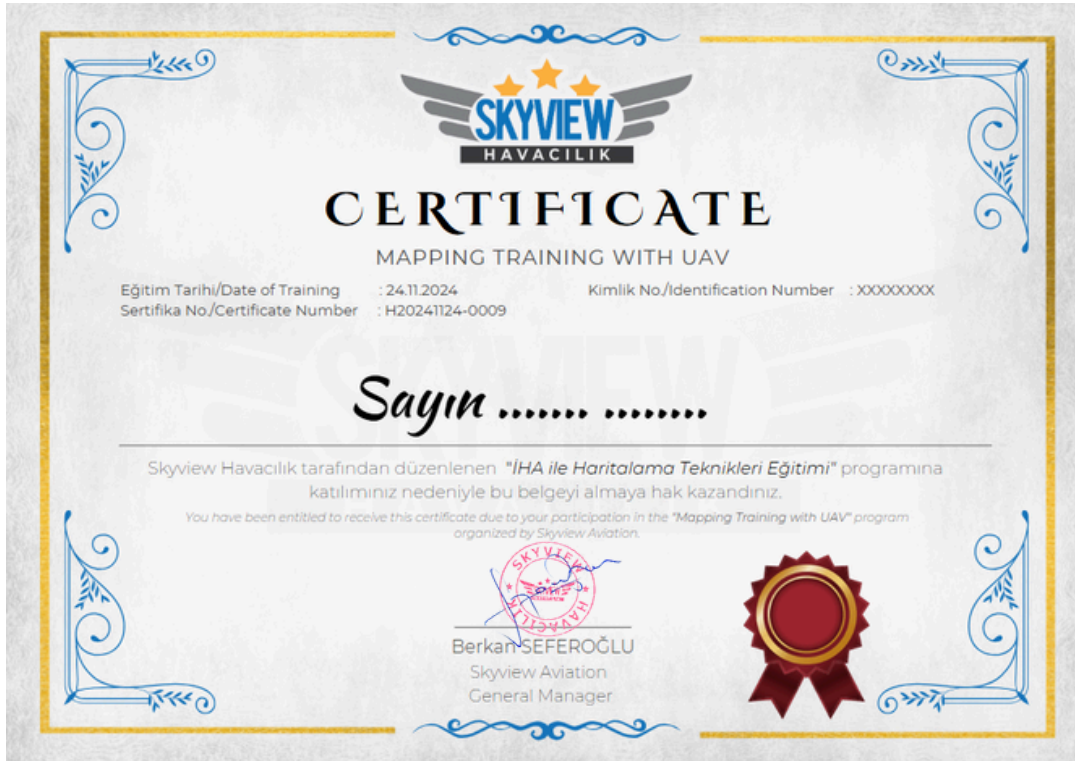 SKYVIEW
HAVACILIK
CERTIFICATE
MAPPING TRAINING WITH UAV
Eğitim Tarihi/Date of Training : 24.11.2024 Kimlik No./Identification Number : XXXXXXXX
Sertifika No./Certificate Number : H20241124-0009
Sayın ....... ........
Skyview Havacılık tarafından düzenlenen "İHA ile Haritalama Teknikleri Eğitimi" programına
katılımınız nedeniyle bu belgeyi almaya hak kazandınız.
You have been entitled to receive this certificate due to your participation in the "Mapping Training with UAV" program
organized by Skyview Aviation.
SKYVIEW HAVACILIK
Berkan SEFEROĞLU
Skyview Aviation
General Manager